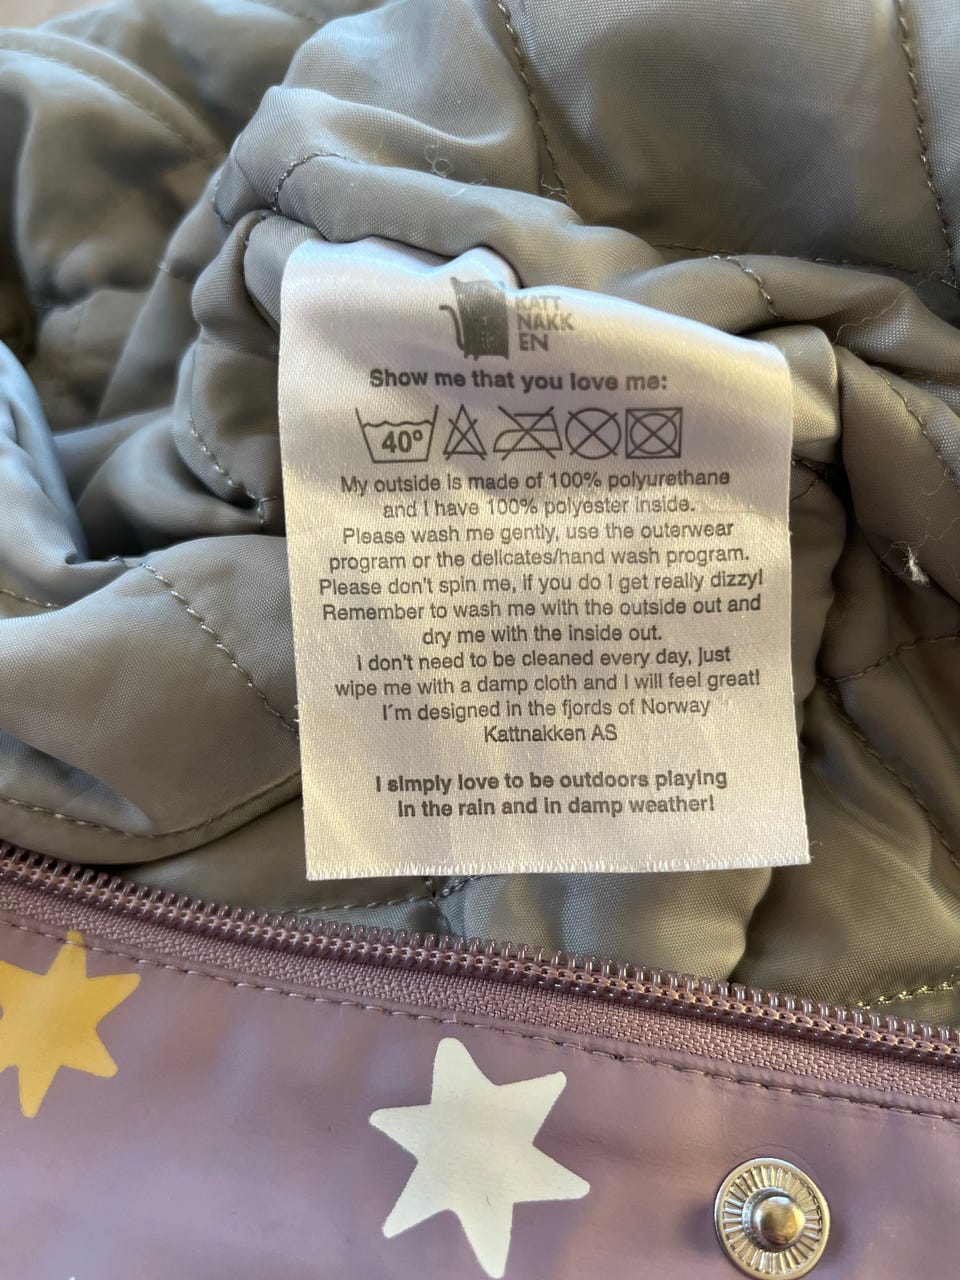 KATT
NAKK
EN
Show me that you love me:
40°
My outside is made of 100% polyurethane
and I have 100% polyester inside.
Please wash me gently, use the outerwear
program or the delicates/hand wash program.
Please don't spin me, if you do I get really dizzy!
Remember to wash me with the outside out and
dry me with the inside out.
I don't need to be cleaned every day, just
wipe me with a damp cloth and I will feel great!
I´m designed in the fjords of Norway
Kattnakken AS
I simply love to be outdoors playing
in the rain and in damp weather!